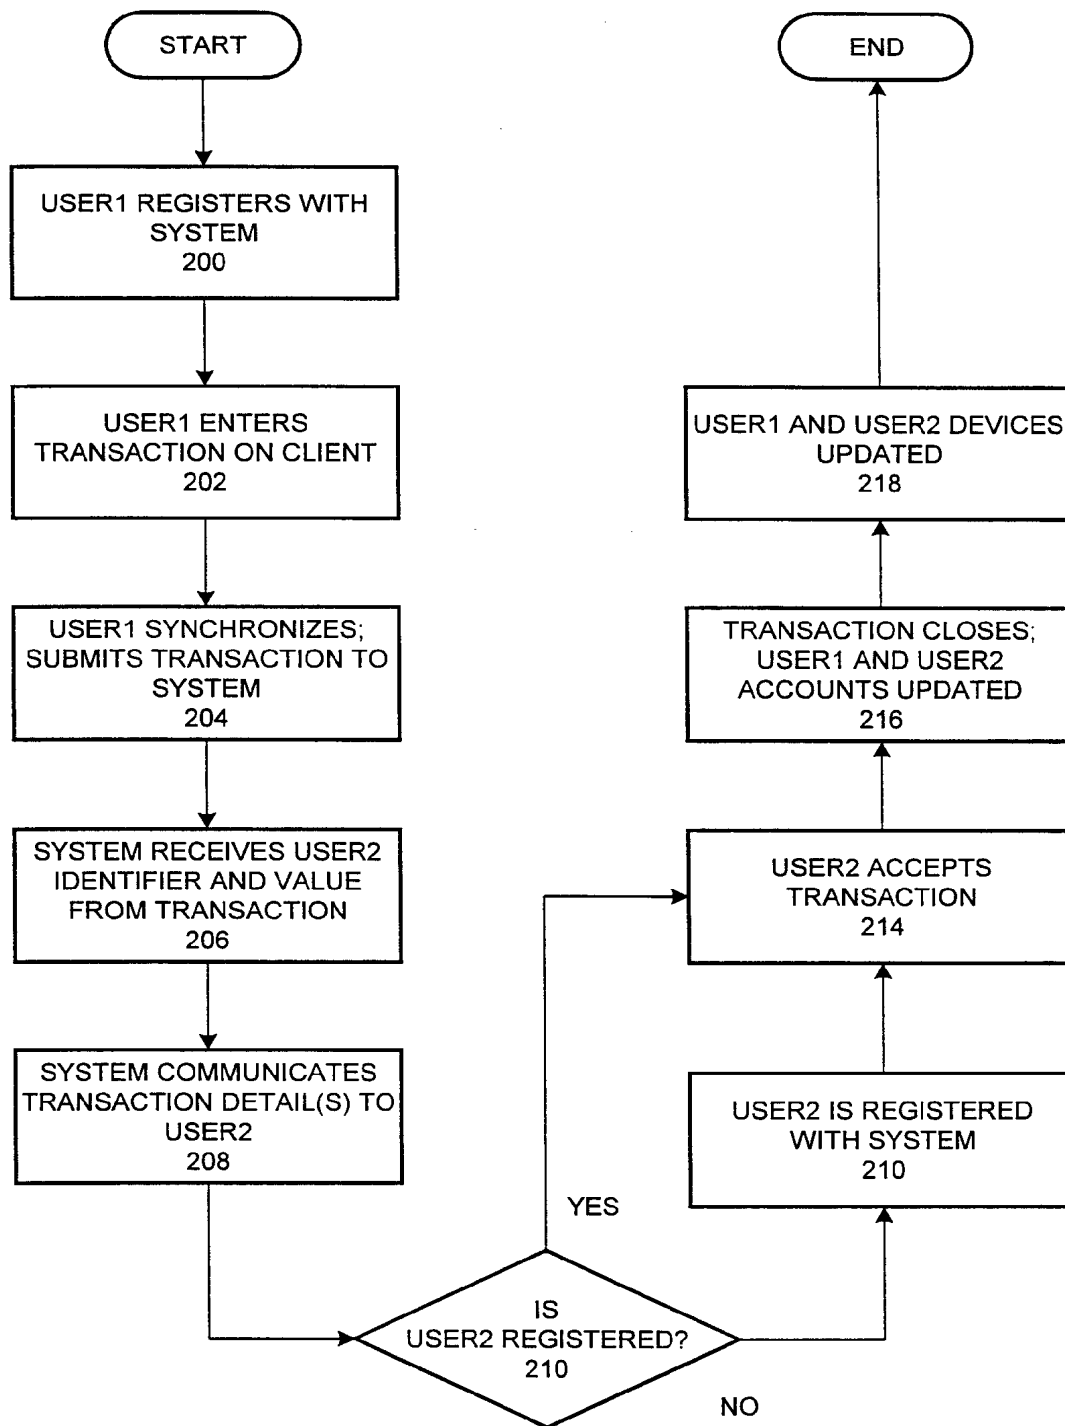 START
USER1 REGISTERS WITH
SYSTEM
200
USER1 ENTERS
TRANSACTION ON CLIENT
202
USER1 SYNCHRONIZES;
SUBMITS TRANSACTION TO
SYSTEM
204
SYSTEM RECEIVES USER2
IDENTIFIER AND VALUE
FROM TRANSACTION
206
SYSTEM COMMUNICATES
TRANSACTION DETAIL(S) TO
USER2
208
IS
USER2 REGISTERED?
210
YES
NO
USER2 IS REGISTERED
WITH SYSTEM
210
USER2 ACCEPTS
TRANSACTION
214
TRANSACTION CLOSES;
USER1 AND USER2
ACCOUNTS UPDATED
216
USER1 AND USER2 DEVICES
UPDATED
218
END